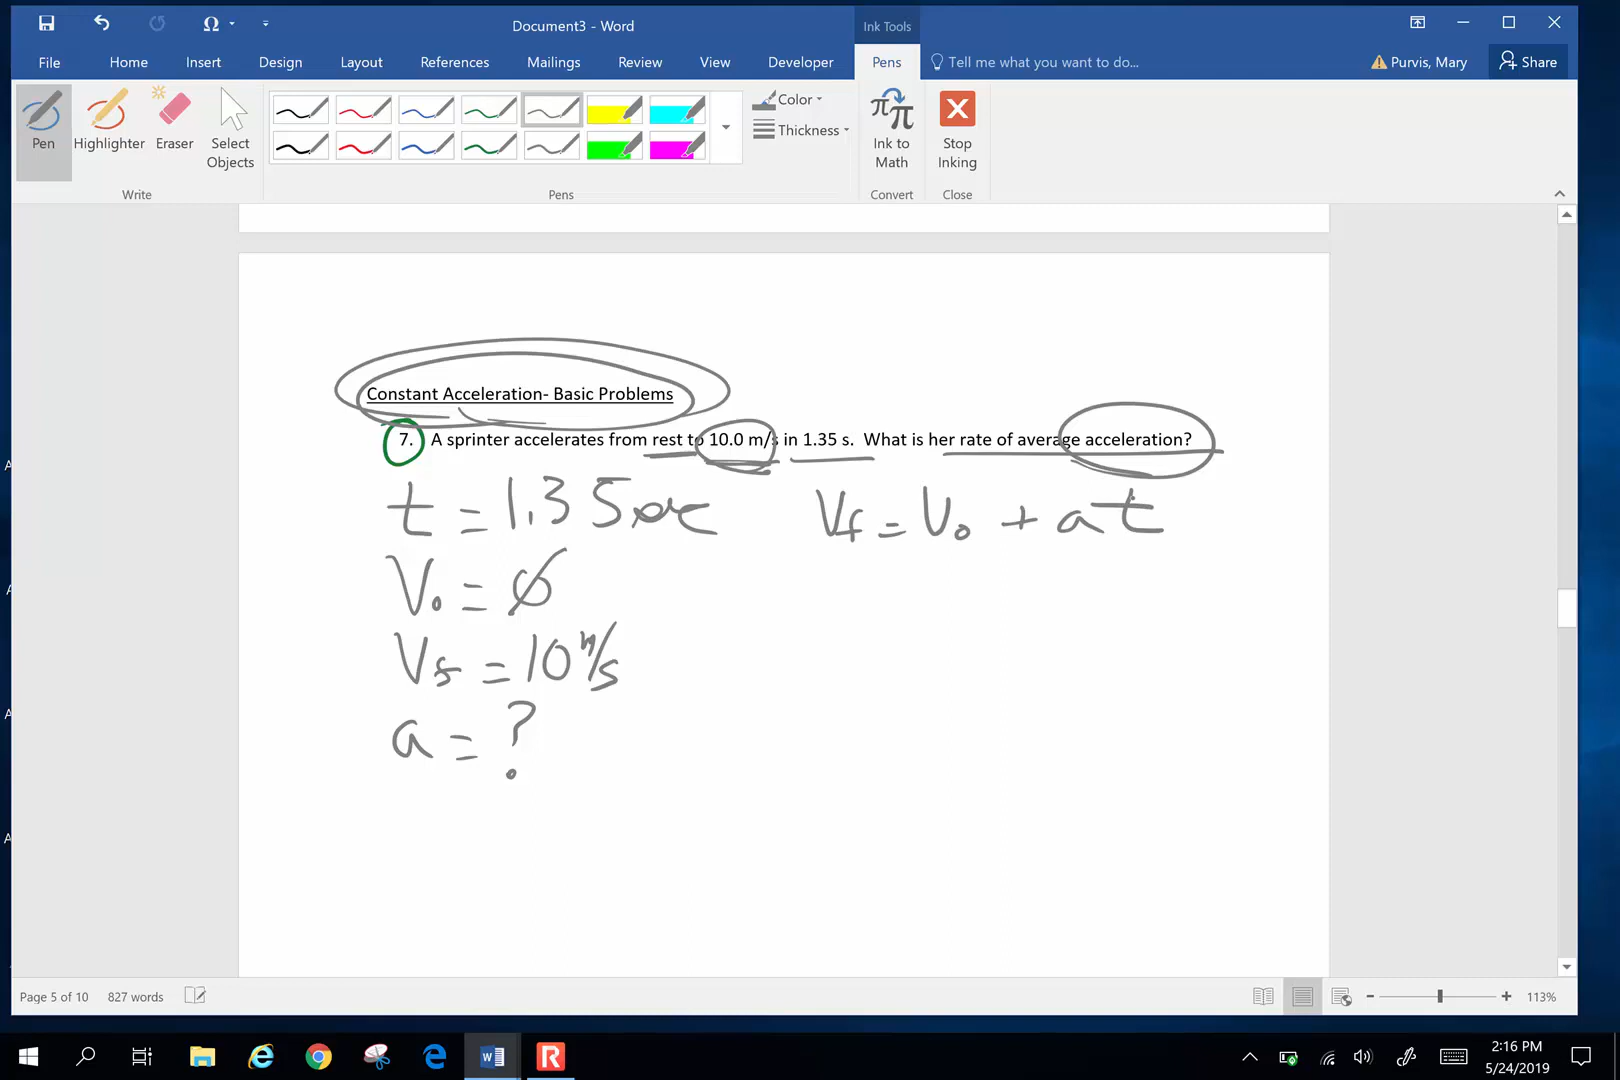 Document3 - Word
Ink Tools
File Home Insert Design Layout References Mailings Review View Developer Pens Tell me what you want to do... Purvis, Mary Share
Pen Highlighter Eraser Select Objects
Color
Thickness
Ink to Math
Stop Inking
Write Pens Convert Close
Constant Acceleration- Basic Problems
7. A sprinter accelerates from rest to 10.0 m/s in 1.35 s. What is her rate of average acceleration?
t = 1.35 sec Vf = V₀ + at
V₀ = ∅
Vf = 10 m/s
a = ?
Page 5 of 10 827 words 113%
2:16 PM
5/24/2019